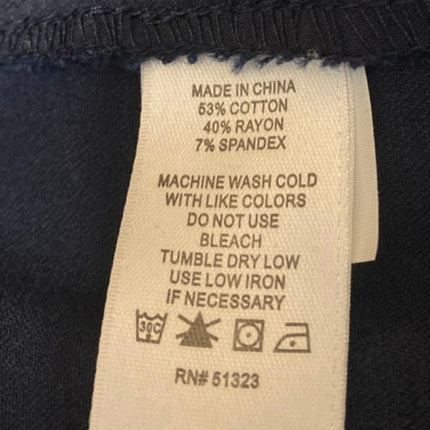 MADE IN CHINA
53% COTTON
40% RAYON
7% SPANDEX
MACHINE WASH COLD
WITH LIKE COLORS
DO NOT USE
BLEACH
TUMBLE DRY LOW
USE LOW IRON
IF NECESSARY
30C
RN# 51323